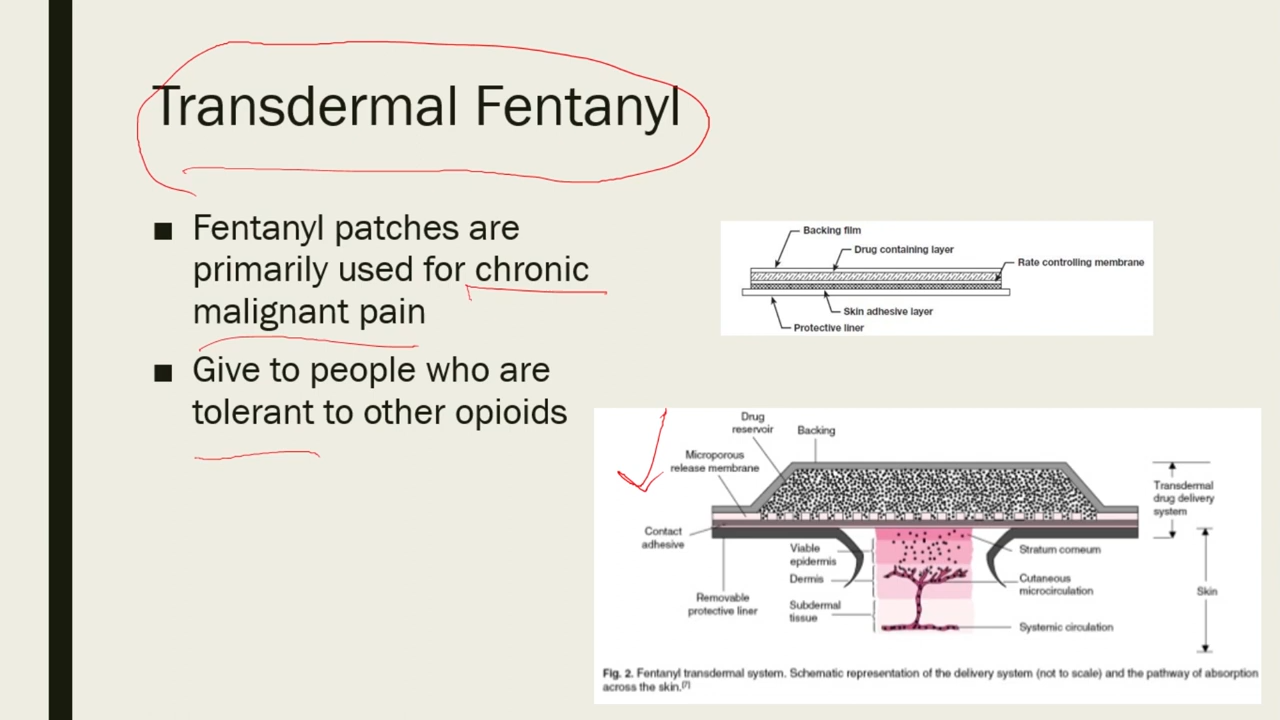 Transdermal Fentanyl
■ Fentanyl patches are
primarily used for chronic
malignant pain
■ Give to people who are
tolerant to other opioids
Backing film
Drug containing layer
Rate controlling membrane
Skin adhesive layer
Protective liner
Drug
reservoir
Backing
Microporous
release membrane
Transdermal
drug delivery
system
Contact
adhesive
Viable
epidermis
Stratum corneum
Dermis
Cutaneous
microcirculation
Removable
protective liner
Skin
Subdermal
tissue
Systemic circulation
Fig. 2. Fentanyl transdermal system. Schematic representation of the delivery system (not to scale) and the pathway of absorption
across the skin.[7]